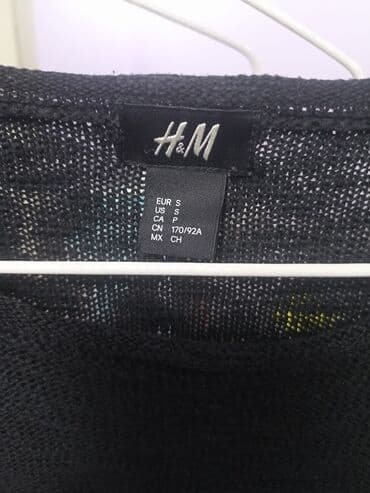 H&M
EUR S
US S
CA P
CN 170/92A
MX CH